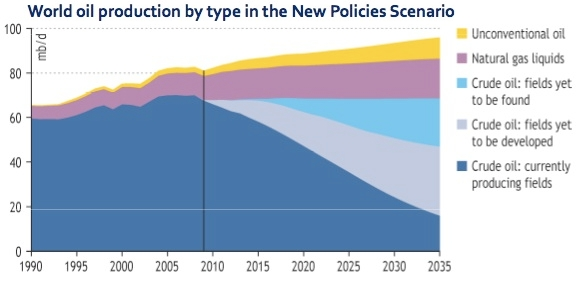 World oil production by type in the New Policies Scenario
100
mb/d
80
60
40
20
0
1990 1995 2000 2005 2010 2015 2020 2025 2030 2035
Unconventional oil
Natural gas liquids
Crude oil: fields yet
to be found
Crude oil: fields yet
to be developed
Crude oil: currently
producing fields